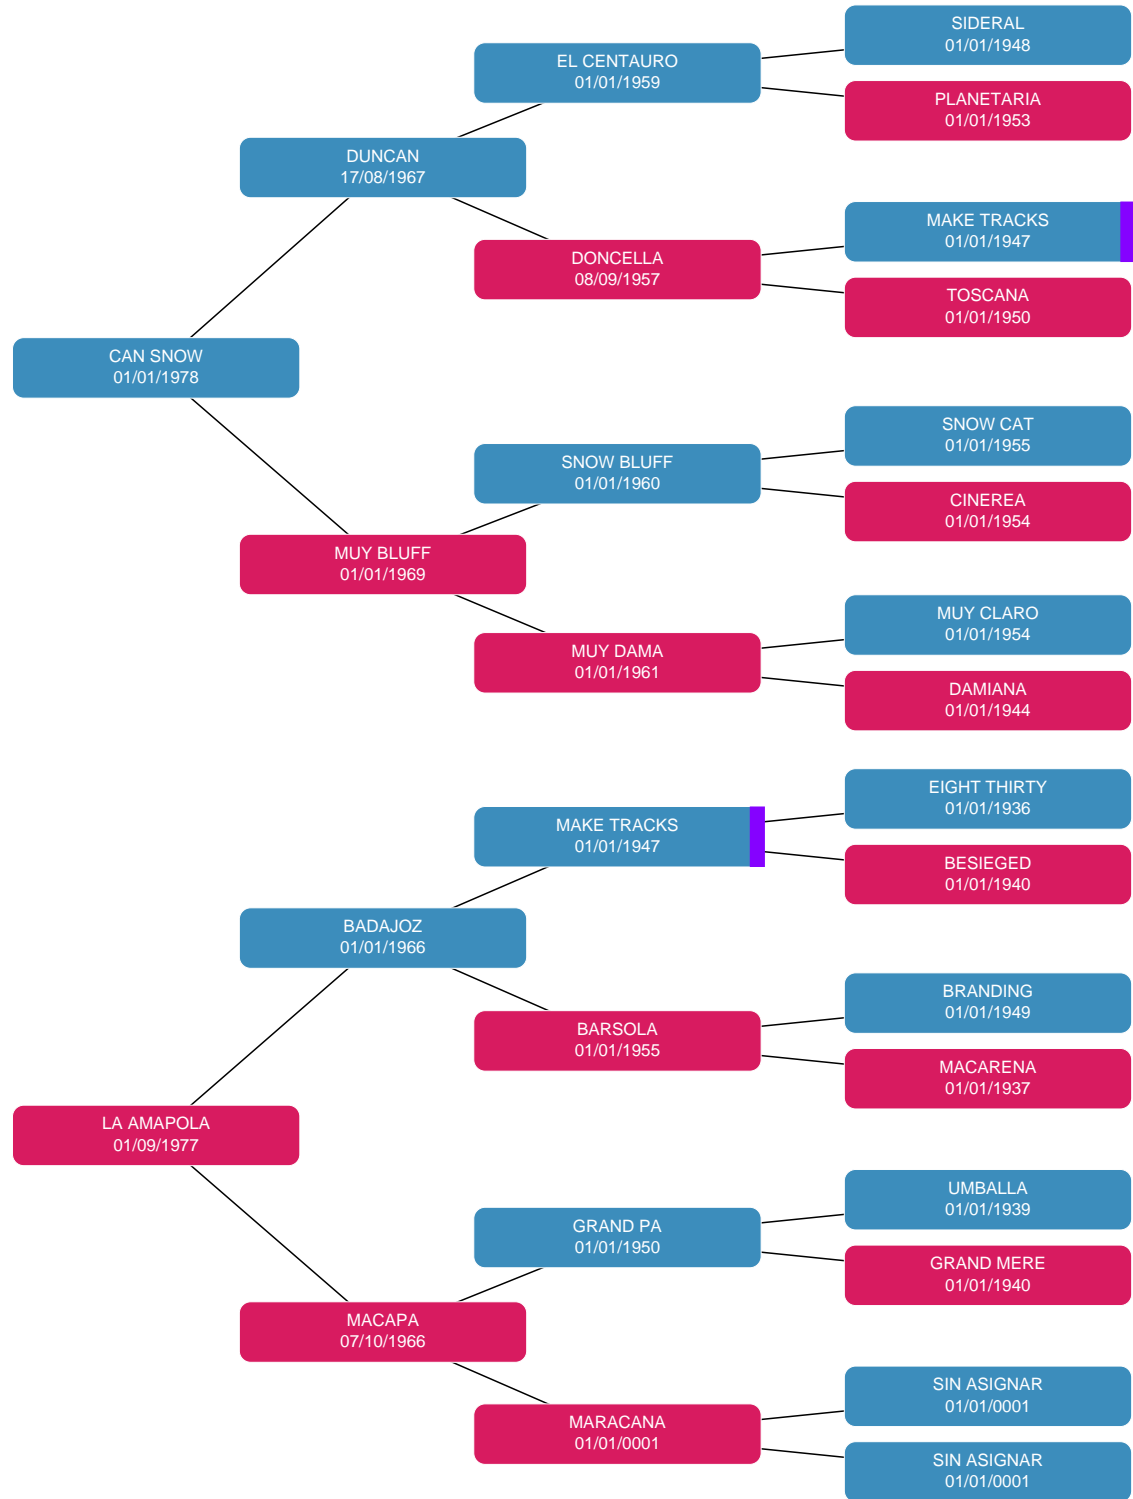 SIDERAL
01/01/1948
EL CENTAURO
01/01/1959
PLANETARIA
01/01/1953
DUNCAN
17/08/1967
MAKE TRACKS
01/01/1947
DONCELLA
08/09/1957
TOSCANA
01/01/1950
CAN SNOW
01/01/1978
SNOW CAT
01/01/1955
SNOW BLUFF
01/01/1960
CINEREA
01/01/1954
MUY BLUFF
01/01/1969
MUY CLARO
01/01/1954
MUY DAMA
01/01/1961
DAMIANA
01/01/1944
EIGHT THIRTY
01/01/1936
MAKE TRACKS
01/01/1947
BESIEGED
01/01/1940
BADAJOZ
01/01/1966
BRANDING
01/01/1949
BARSOLA
01/01/1955
MACARENA
01/01/1937
LA AMAPOLA
01/09/1977
UMBALLA
01/01/1939
GRAND PA
01/01/1950
GRAND MERE
01/01/1940
MACAPA
07/10/1966
SIN ASIGNAR
01/01/0001
MARACANA
01/01/0001
SIN ASIGNAR
01/01/0001